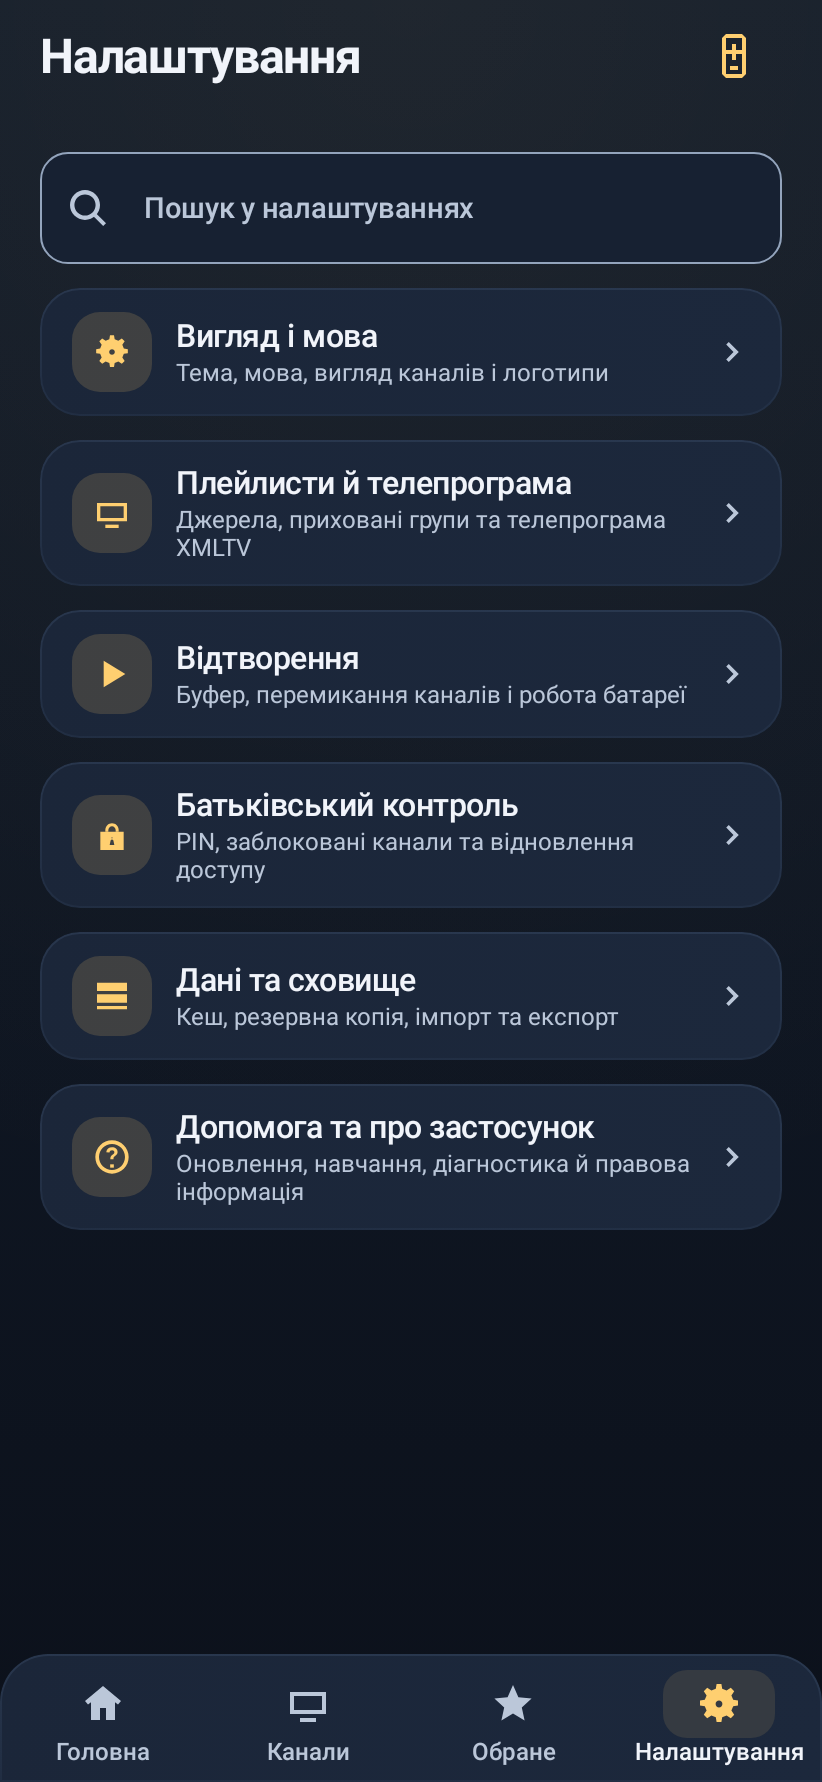 Налаштування
Пошук у налаштуваннях
Вигляд і мова
Тема, мова, вигляд каналів і логотипи
Плейлисти й телепрограма
Джерела, приховані групи та телепрограма
XMLTV
Відтворення
Буфер, перемикання каналів і робота батареї
Батьківський контроль
PIN, заблоковані канали та відновлення
доступу
Дані та сховище
Кеш, резервна копія, імпорт та експорт
Допомога та про застосунок
Оновлення, навчання, діагностика й правова
інформація
Головна
Канали
Обране
Налаштування